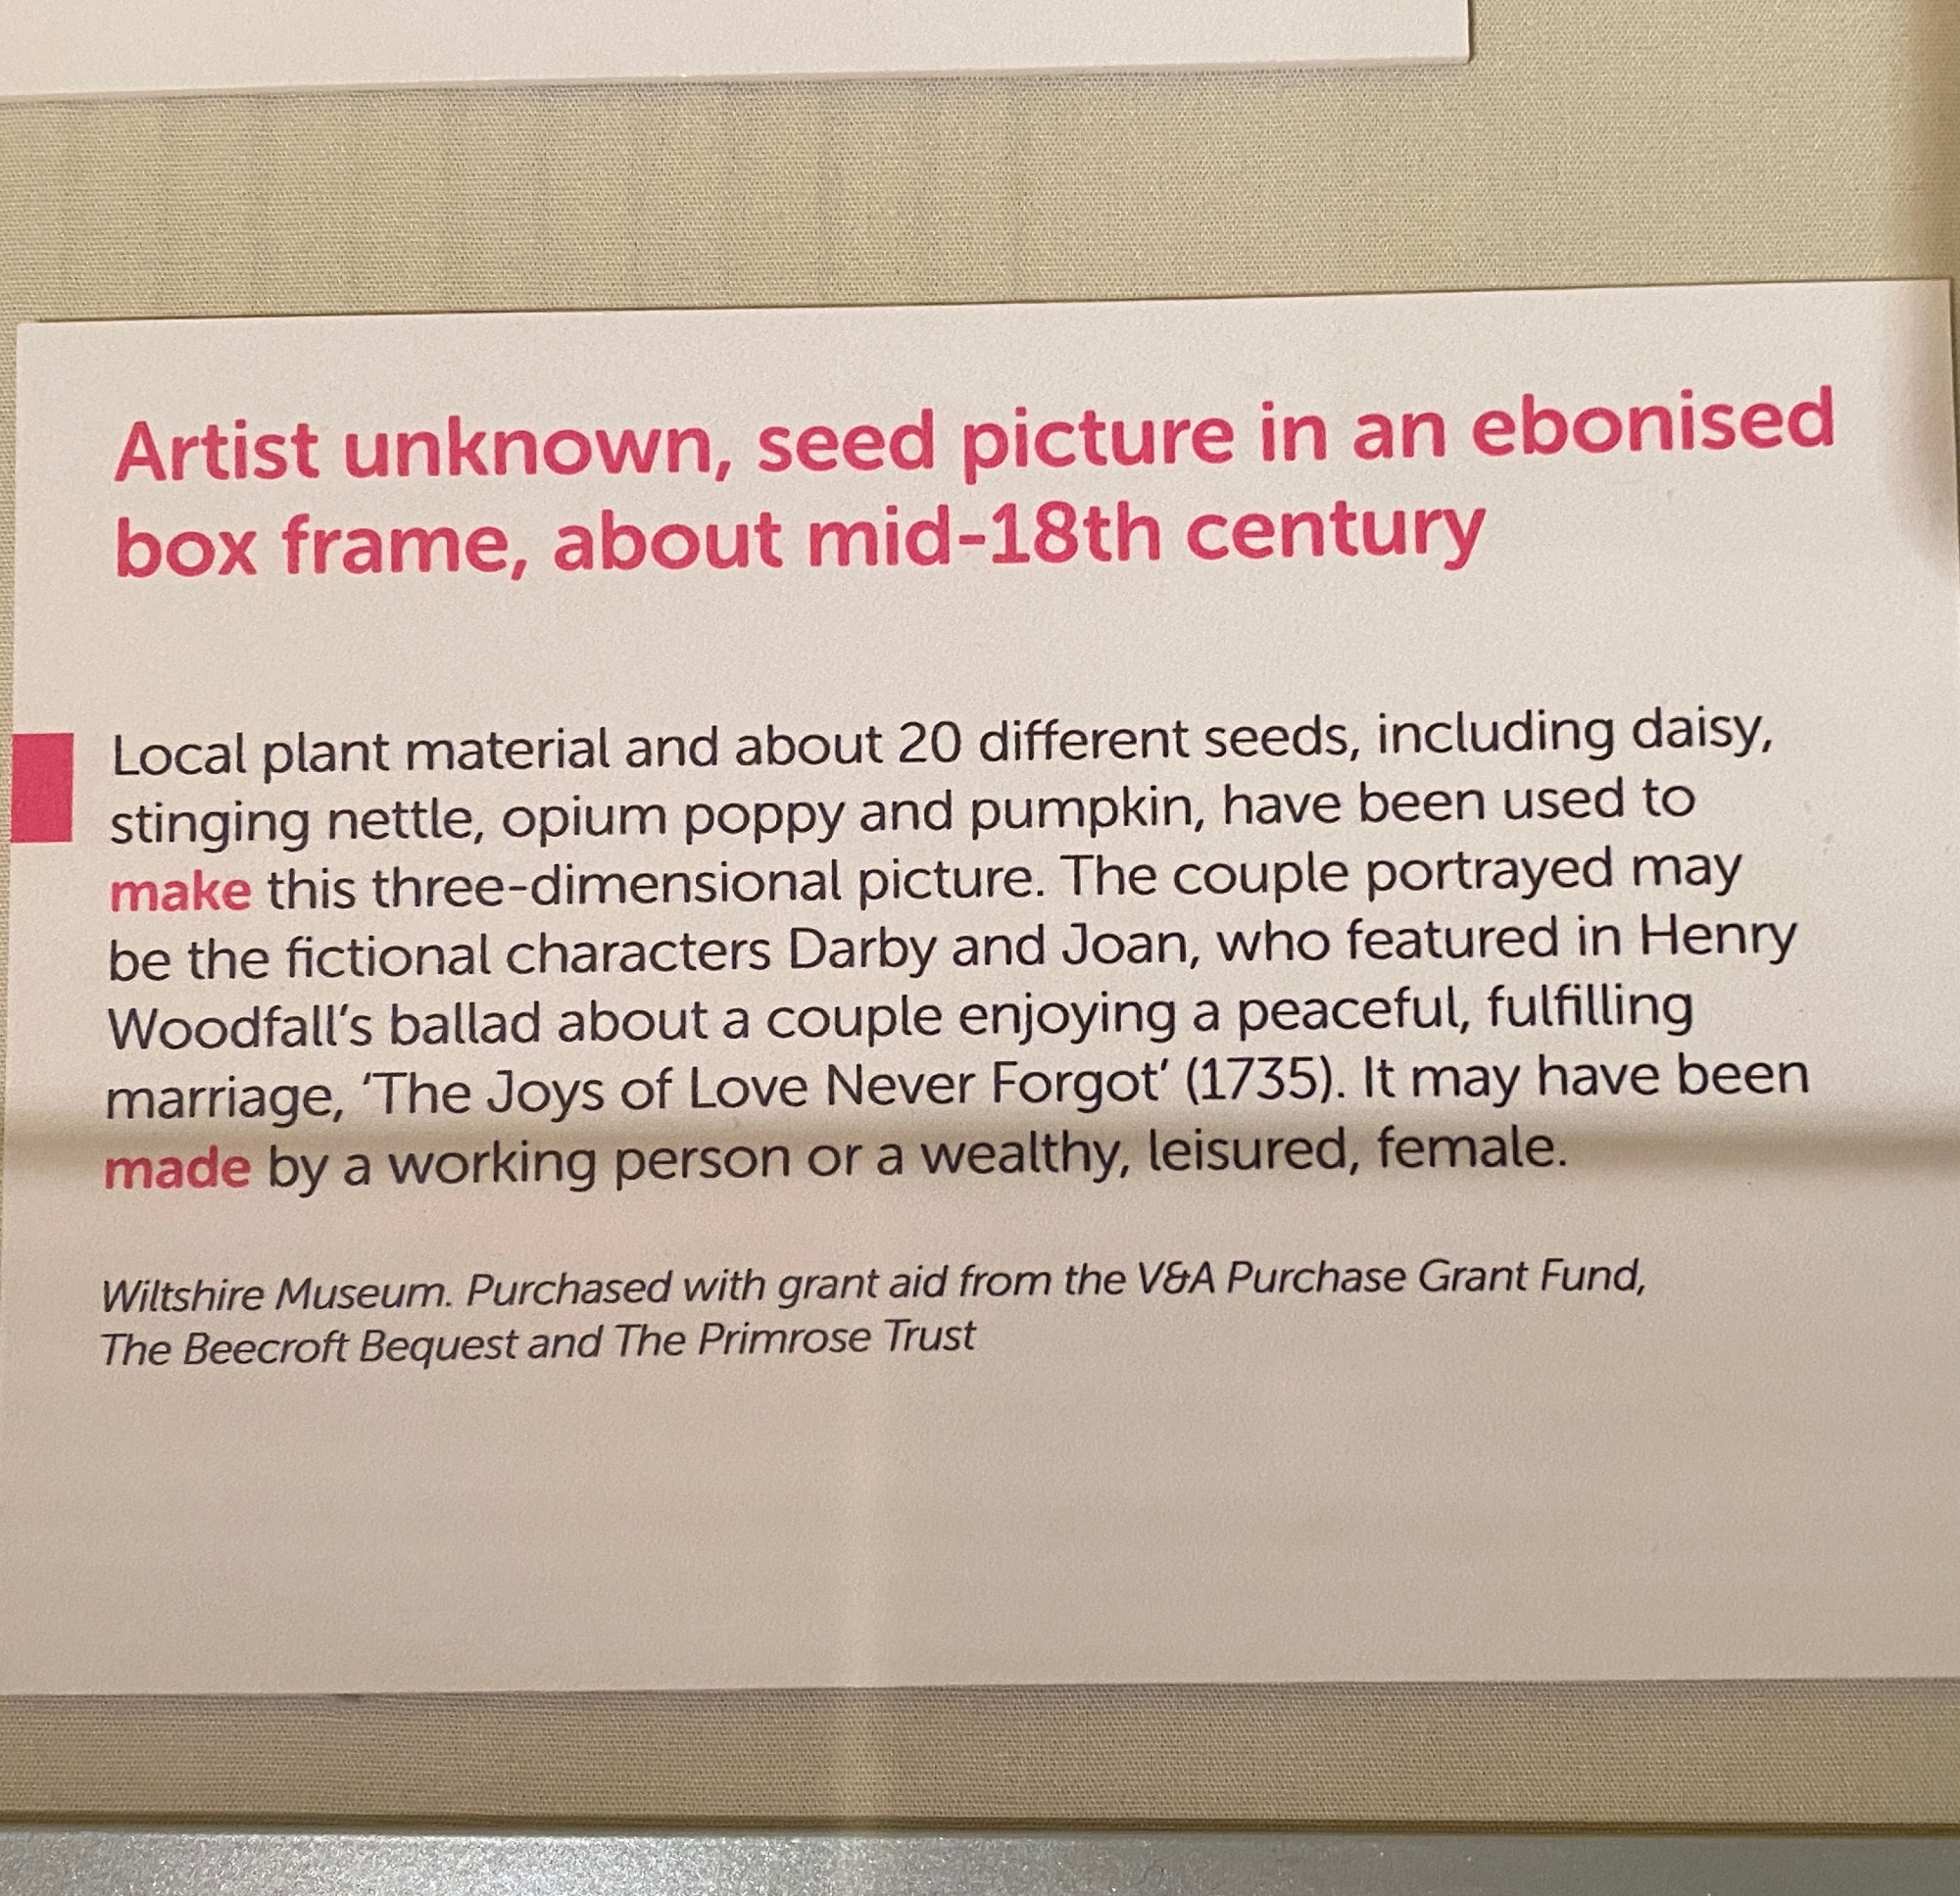 Artist unknown, seed picture in an ebonised
box frame, about mid-18th century
Local plant material and about 20 different seeds, including daisy,
stinging nettle, opium poppy and pumpkin, have been used to
make this three-dimensional picture. The couple portrayed may
be the fictional characters Darby and Joan, who featured in Henry
Woodfall's ballad about a couple enjoying a peaceful, fulfilling
marriage, ‘The Joys of Love Never Forgot’ (1735). It may have been
made by a working person or a wealthy, leisured, female.
Wiltshire Museum. Purchased with grant aid from the V&A Purchase Grant Fund,
The Beecroft Bequest and The Primrose Trust